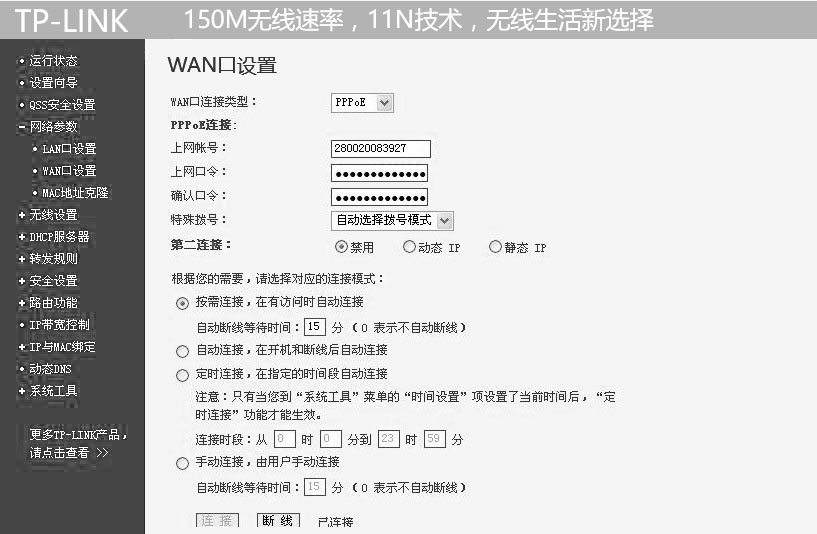 TP-LINK 150M无线速率，11N技术，无线生活新选择
运行状态
设置向导
QSS安全设置
网络参数
LAN口设置
WAN口设置
MAC地址克隆
无线设置
DHCP服务器
转发规则
安全设置
路由功能
IP带宽控制
IP与MAC绑定
动态DNS
系统工具
更多TP-LINK产品，
请点击查看 >>
WAN口设置
WAN口连接类型： PPPoE
PPPoE连接：
上网帐号： 280020083927
上网口令： ●●●●●●●●●●●●●
确认口令： ●●●●●●●●●●●●●
特殊拨号： 自动选择拨号模式
第二连接： 禁用 动态 IP 静态 IP
根据您的需要，请选择对应的连接模式：
按需连接，在有访问时自动连接
自动断线等待时间：15 分 （0 表示不自动断线）
自动连接，在开机和断线后自动连接
定时连接，在指定的时间段自动连接
注意：只有当您到“系统工具”菜单的“时间设置”项设置了当前时间后，“定
时连接”功能才能生效。
连接时段：从 0 时 0 分到 23 时 59 分
手动连接，由用户手动连接
自动断线等待时间：15 分 （0 表示不自动断线）
连 接 断 线 已连接